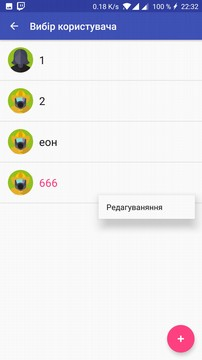 0.18 K/s 100 % 22:32
Вибір користувача
1
2
еон
666
Редагуваняння
+